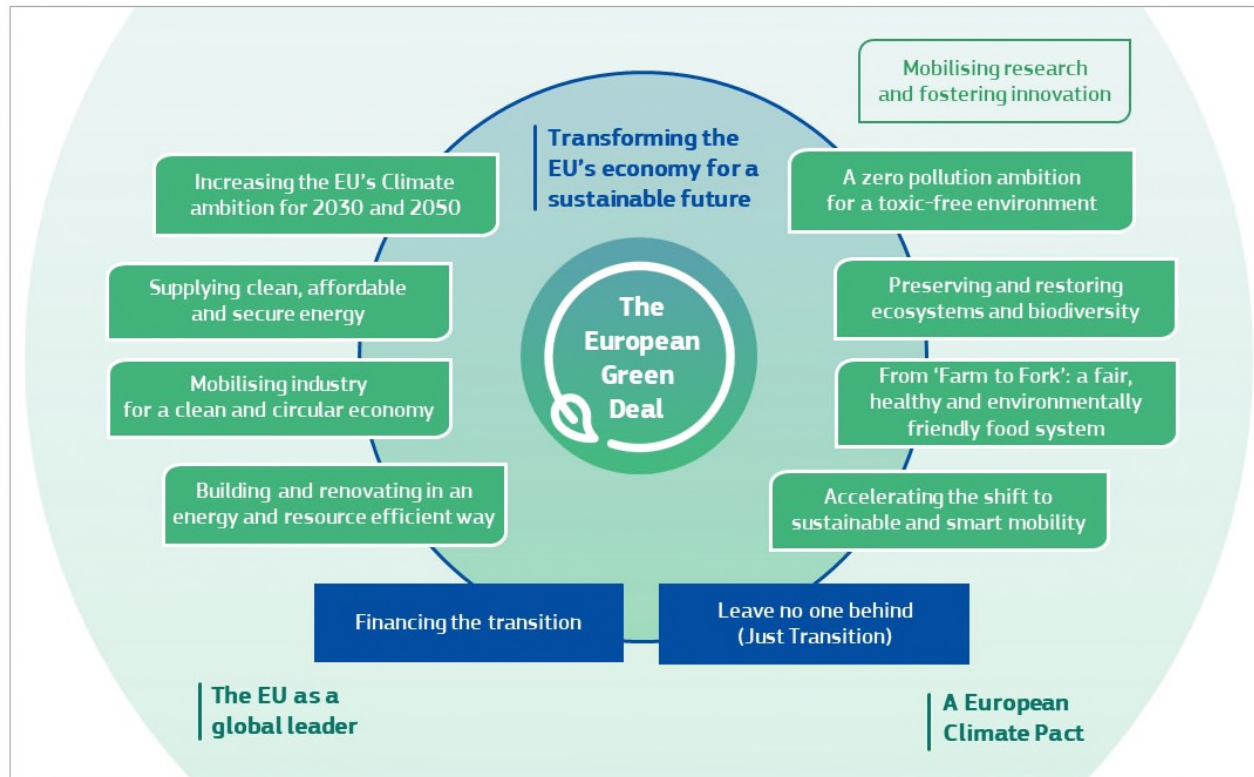 Mobilising research
and fostering innovation
Transforming the
EU's economy for a
sustainable future
Increasing the EU's Climate
ambition for 2030 and 2050
A zero pollution ambition
for a toxic-free environment
Supplying clean, affordable
and secure energy
Preserving and restoring
ecosystems and biodiversity
The
European
Green
Deal
Mobilising industry
for a clean and circular economy
From ‘Farm to Fork’: a fair,
healthy and environmentally
friendly food system
Building and renovating in an
energy and resource efficient way
Accelerating the shift to
sustainable and smart mobility
Financing the transition
Leave no one behind
(Just Transition)
The EU as a
global leader
A European
Climate Pact